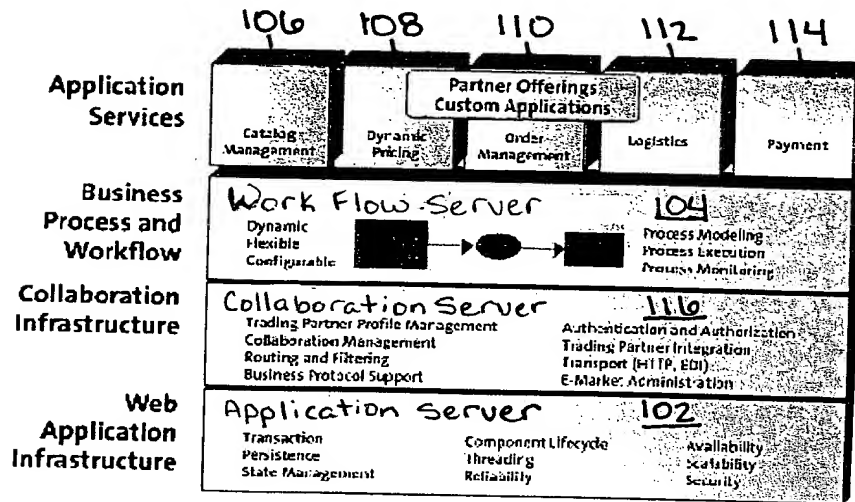 106 108 110 112 114
Application
Services
Partner Offerings
Custom Applications
Catalog
Management
Dynamic
Pricing
Order
Management
Logistics
Payment
Business
Process and
Workflow
Work Flow Server 104
Dynamic
Flexible
Configurable
Process Modeling
Process Execution
Process Monitoring
Collaboration
Infrastructure
Collaboration Server 116
Trading Partner Profile Management
Collaboration Management
Routing and Filtering
Business Protocol Support
Authentication and Authorization
Trading Partner Integration
Transport (HTTP, EDI)
E-Market Administration
Web
Application
Infrastructure
Application Server 102
Transaction
Persistence
State Management
Component Lifecycle
Threading
Reliability
Availability
Scalability
Security